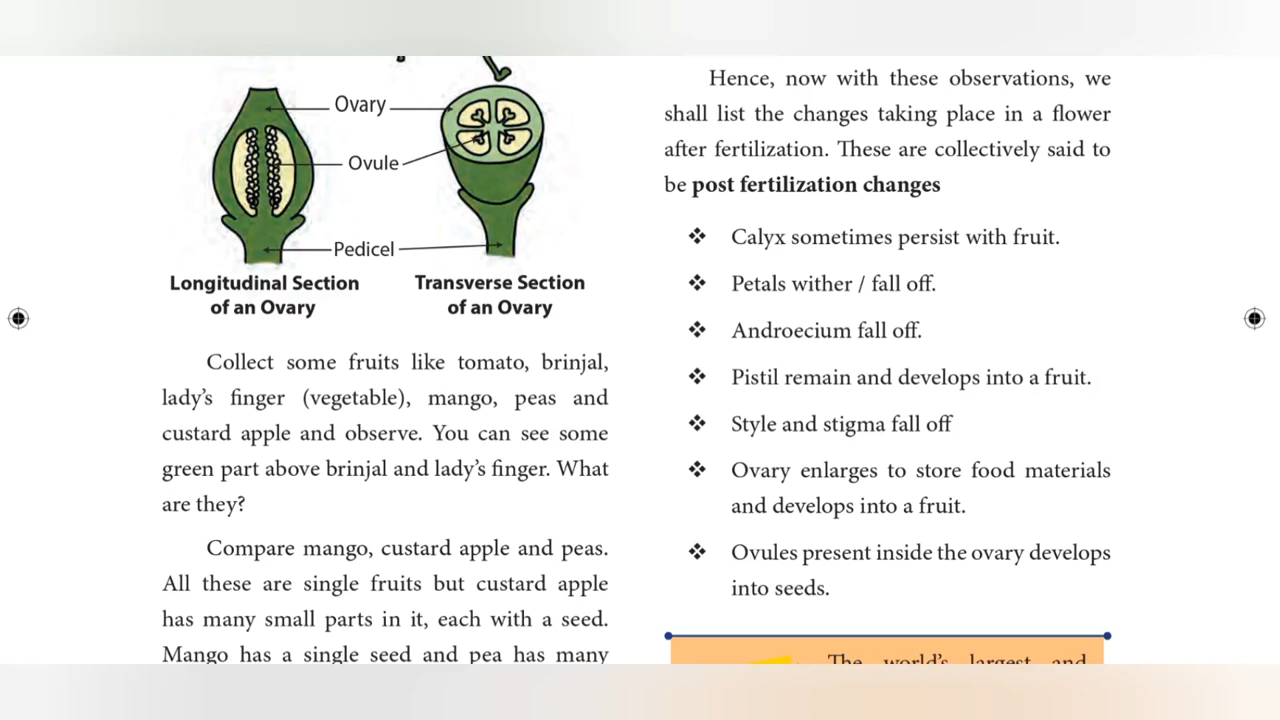 Ovary
Ovule
Pedicel
Longitudinal Section
of an Ovary
Transverse Section
of an Ovary
Collect some fruits like tomato, brinjal,
lady's finger (vegetable), mango, peas and
custard apple and observe. You can see some
green part above brinjal and lady's finger. What
are they?
Compare mango, custard apple and peas.
All these are single fruits but custard apple
has many small parts in it, each with a seed.
Mango has a single seed and pea has many
Hence, now with these observations, we
shall list the changes taking place in a flower
after fertilization. These are collectively said to
be post fertilization changes
❖ Calyx sometimes persist with fruit.
❖ Petals wither / fall off.
❖ Androecium fall off.
❖ Pistil remain and develops into a fruit.
❖ Style and stigma fall off
❖ Ovary enlarges to store food materials
and develops into a fruit.
❖ Ovules present inside the ovary develops
into seeds.
The world's largest and